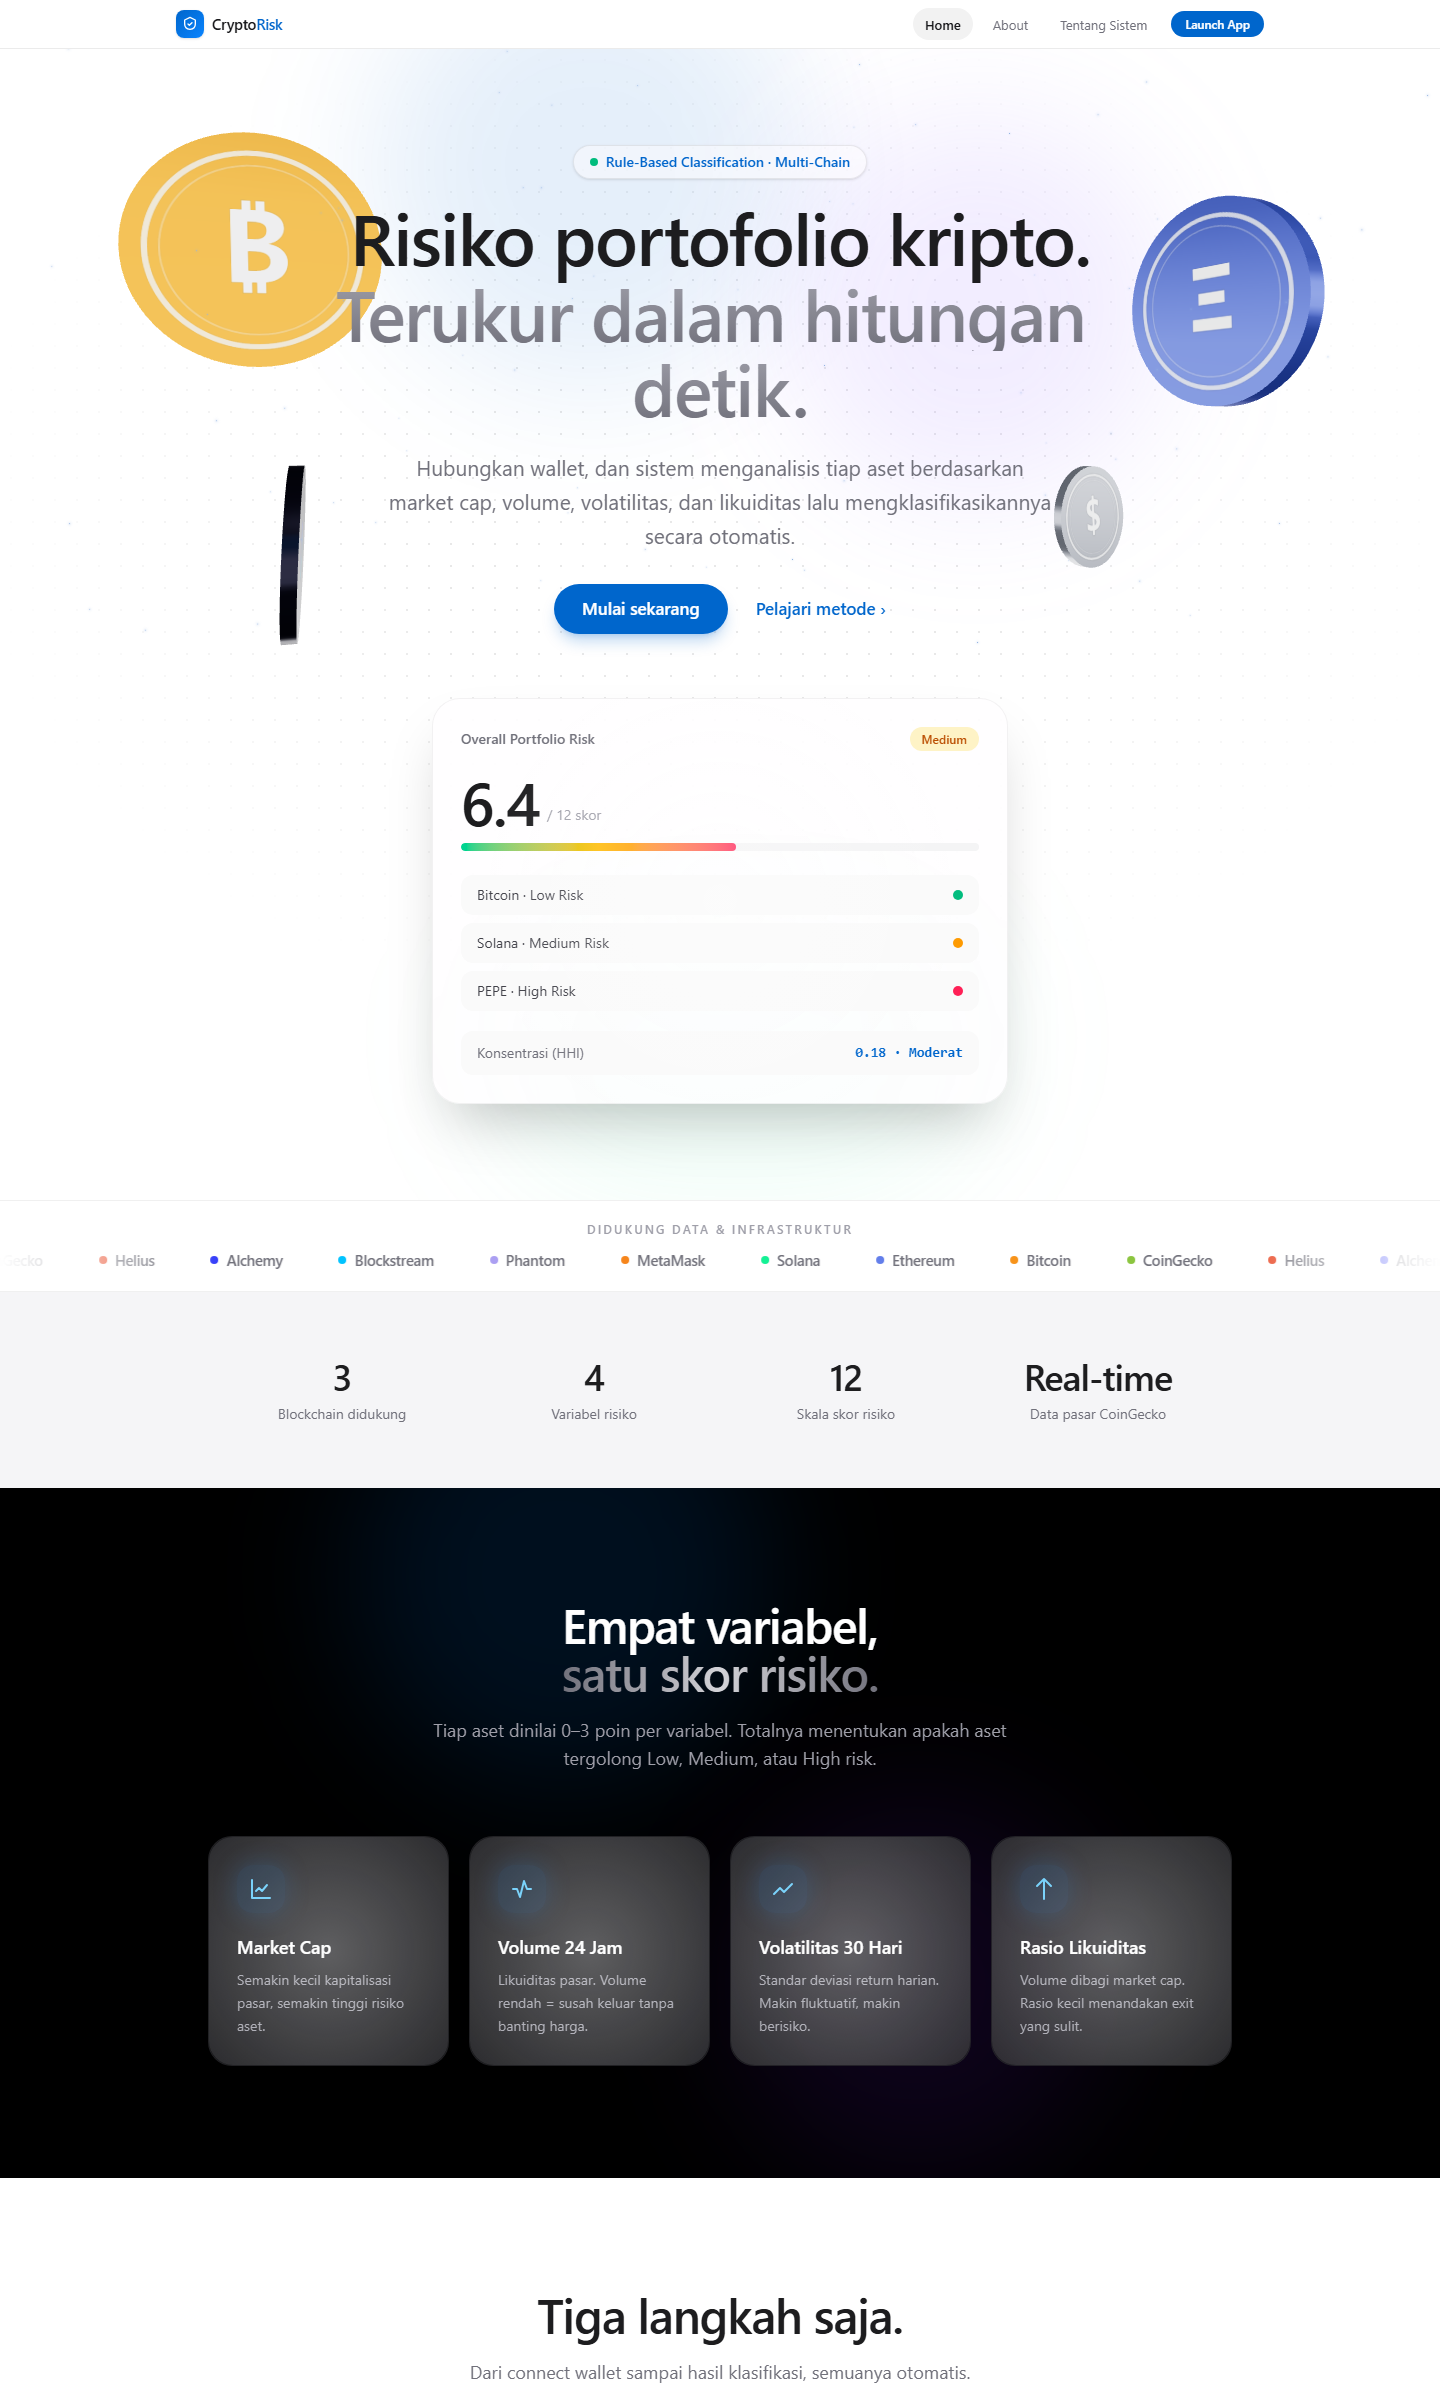 CryptoRisk
Home
About
Tentang Sistem
Launch App
Rule-Based Classification · Multi-Chain
Risiko portofolio kripto.
Terukur dalam hitungan
detik.
Hubungkan wallet, dan sistem menganalisis tiap aset berdasarkan
market cap, volume, volatilitas, dan likuiditas lalu mengklasifikasikannya
secara otomatis.
$
Mulai sekarang
Pelajari metode ›
Overall Portfolio Risk
Medium
6.4 / 12 skor
Bitcoin · Low Risk
Solana · Medium Risk
PEPE · High Risk
Konsentrasi (HHI)
0.18 · Moderat
DIDUKUNG DATA & INFRASTRUKTUR
Gecko
Helius
Alchemy
Blockstream
Phantom
MetaMask
Solana
Ethereum
Bitcoin
CoinGecko
Helius
Alche
3
Blockchain didukung
4
Variabel risiko
12
Skala skor risiko
Real-time
Data pasar CoinGecko
Empat variabel,
satu skor risiko.
Tiap aset dinilai 0–3 poin per variabel. Totalnya menentukan apakah aset
tergolong Low, Medium, atau High risk.
Market Cap
Semakin kecil kapitalisasi
pasar, semakin tinggi risiko
aset.
Volume 24 Jam
Likuiditas pasar. Volume
rendah = susah keluar tanpa
banting harga.
Volatilitas 30 Hari
Standar deviasi return harian.
Makin fluktuatif, makin
berisiko.
Rasio Likuiditas
Volume dibagi market cap.
Rasio kecil menandakan exit
yang sulit.
Tiga langkah saja.
Dari connect wallet sampai hasil klasifikasi, semuanya otomatis.